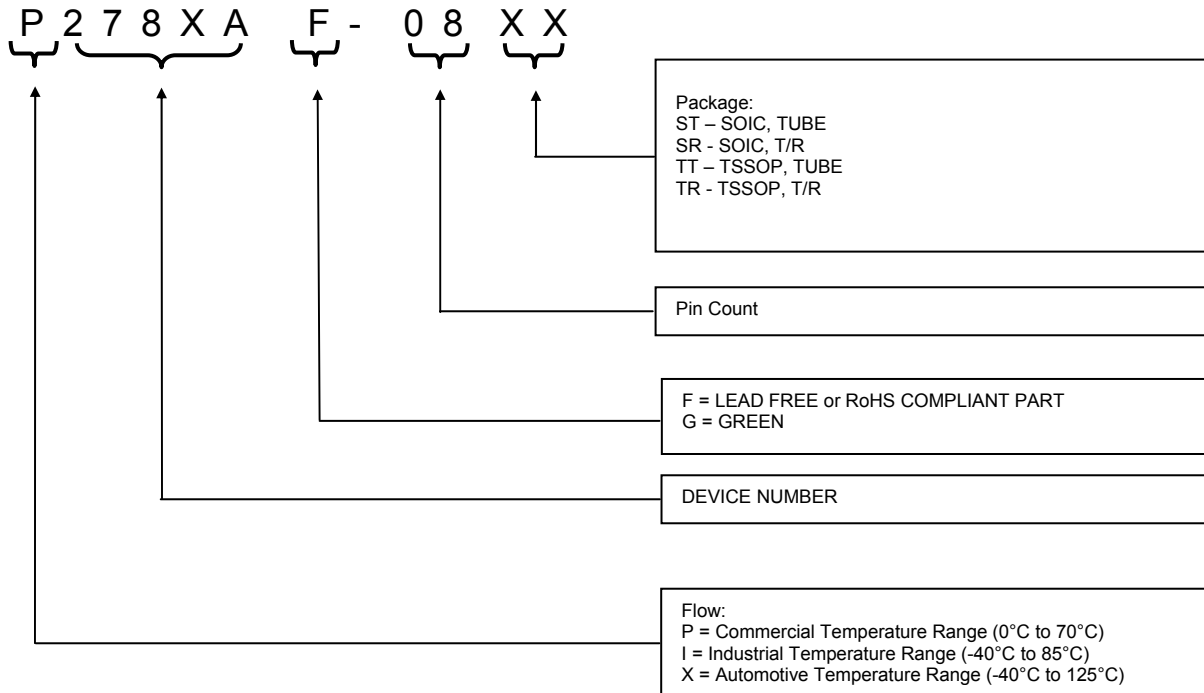 P 2 7 8 X A F - 0 8 X X
Package:
ST – SOIC, TUBE
SR - SOIC, T/R
TT – TSSOP, TUBE
TR - TSSOP, T/R
Pin Count
F = LEAD FREE or RoHS COMPLIANT PART
G = GREEN
DEVICE NUMBER
Flow:
P = Commercial Temperature Range (0°C to 70°C)
I = Industrial Temperature Range (-40°C to 85°C)
X = Automotive Temperature Range (-40°C to 125°C)